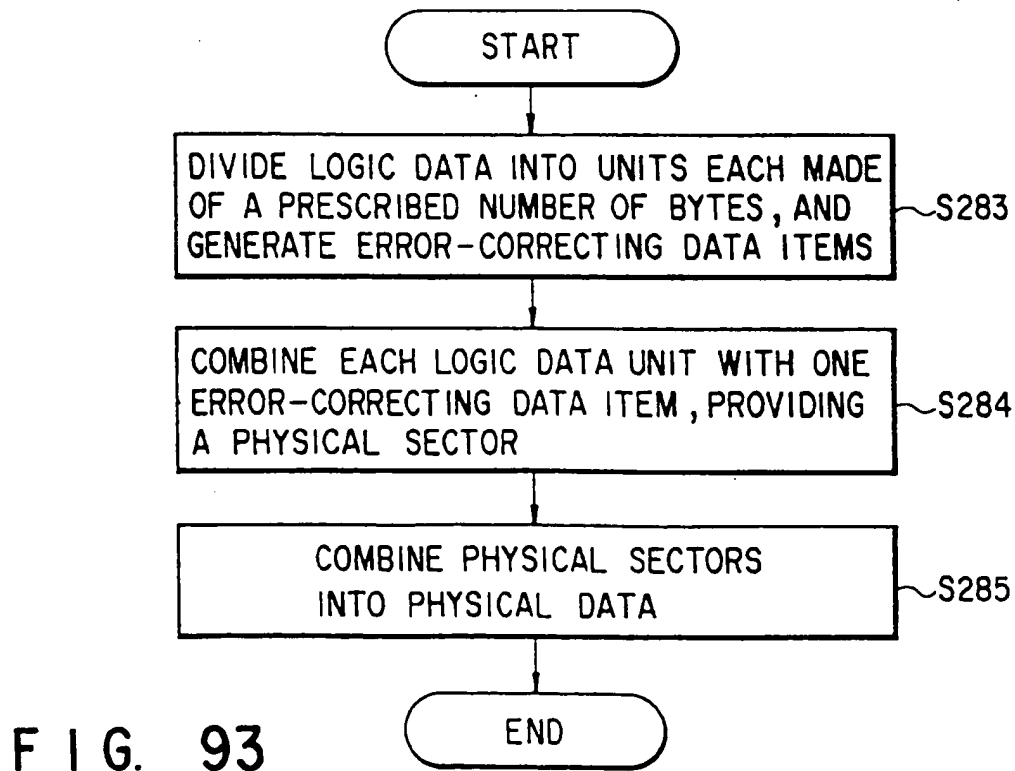 START
DIVIDE LOGIC DATA INTO UNITS EACH MADE
OF A PRESCRIBED NUMBER OF BYTES, AND
GENERATE ERROR-CORRECTING DATA ITEMS
S283
COMBINE EACH LOGIC DATA UNIT WITH ONE
ERROR-CORRECTING DATA ITEM, PROVIDING
A PHYSICAL SECTOR
S284
COMBINE PHYSICAL SECTORS
INTO PHYSICAL DATA
S285
END
FIG. 93